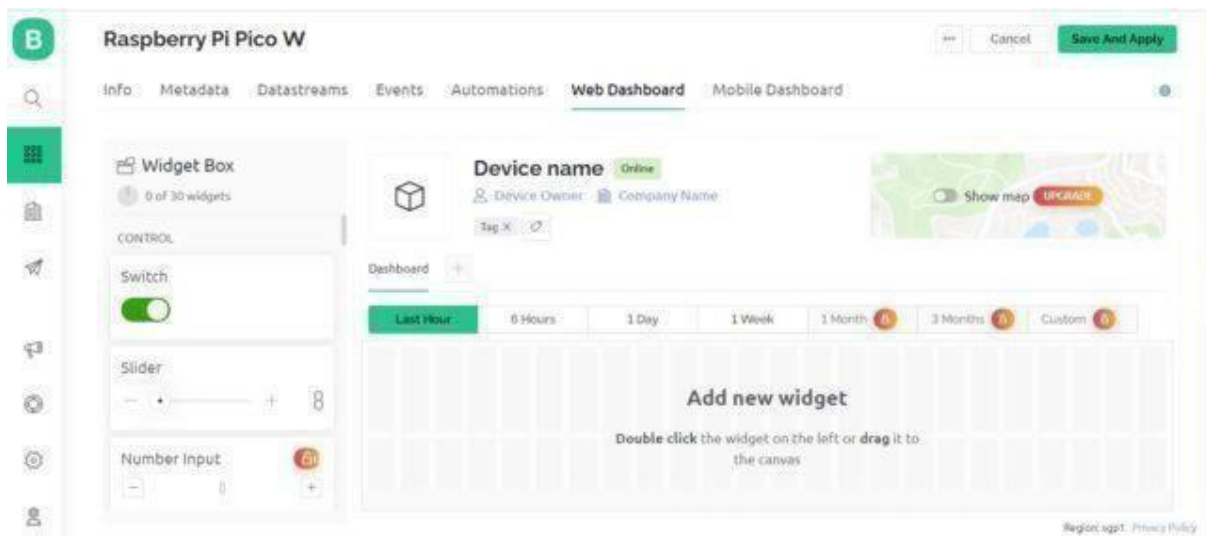 B
Raspberry Pi Pico W
Cancel
Save And Apply
Info Metadata Datastreams Events Automations Web Dashboard Mobile Dashboard
Widget Box
0 of 30 widgets
CONTROL
Switch
Slider
8
Number Input
0
Device name Online
Device Owner Company Name
Tag X
Show map UPGRADE
Dashboard +
Last Hour 6 Hours 1 Day 1 Week 1 Month 3 Months Custom
Add new widget
Double click the widget on the left or drag it to
the canvas
Region: sgp1 Privacy Policy